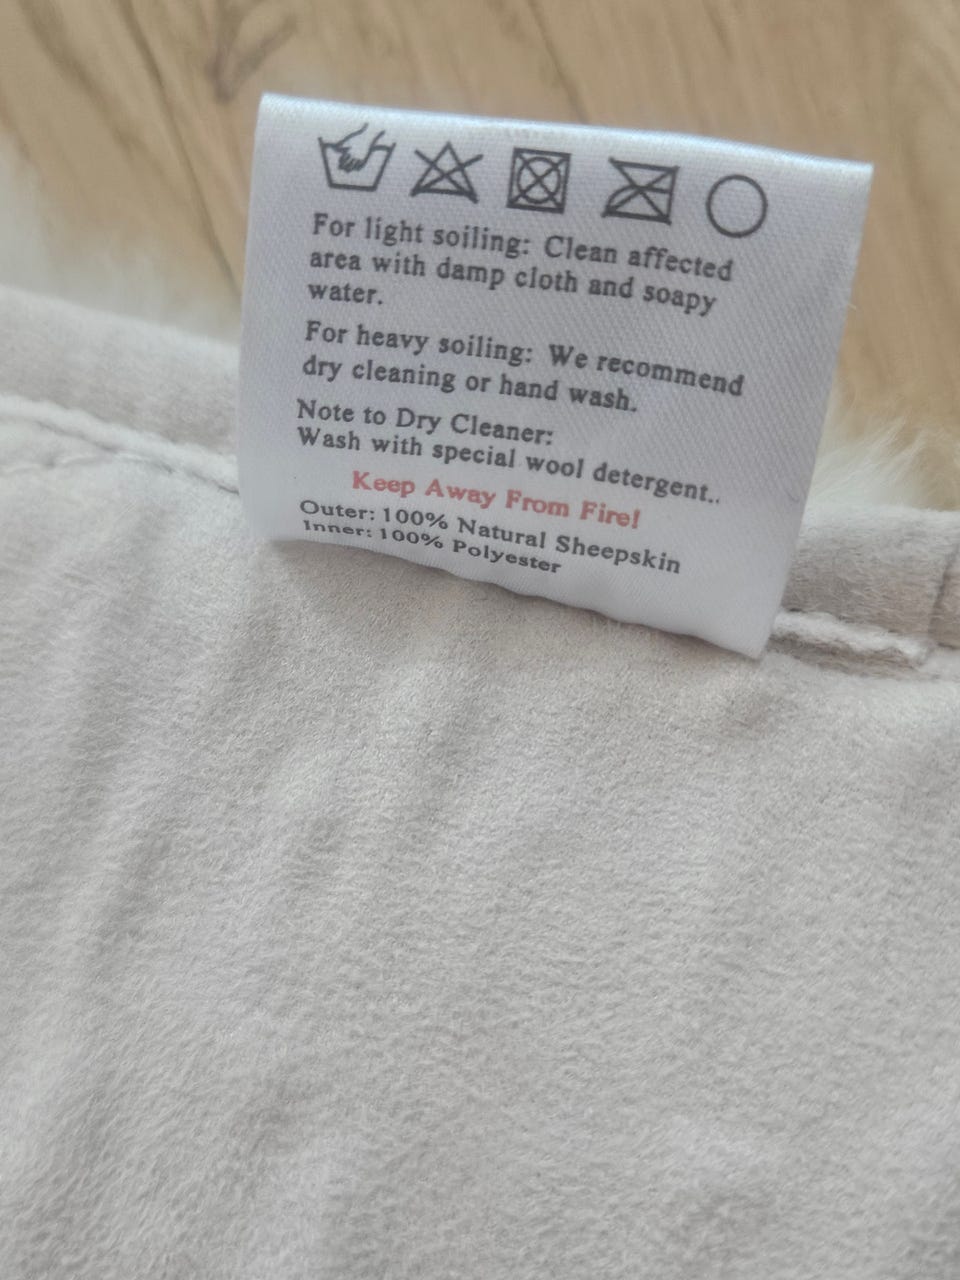 For light soiling: Clean affected
area with damp cloth and soapy
water.
For heavy soiling: We recommend
dry cleaning or hand wash.
Note to Dry Cleaner:
Wash with special wool detergent..
Keep Away From Fire!
Outer: 100% Natural Sheepskin
Inner: 100% Polyester